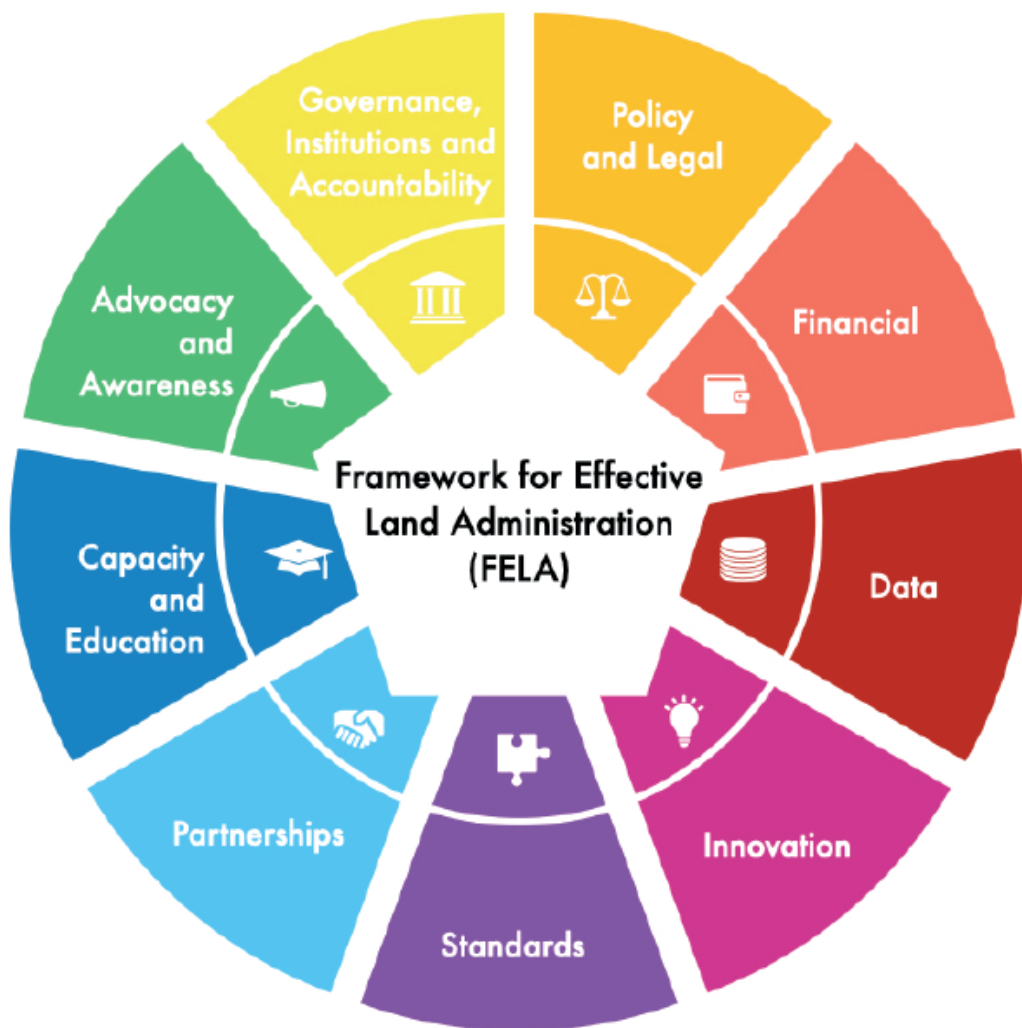 Governance,
Institutions and
Accountability
Policy
and Legal
Financial
Data
Innovation
Standards
Partnerships
Capacity
and
Education
Advocacy
and
Awareness
Framework for Effective
Land Administration
(FELA)